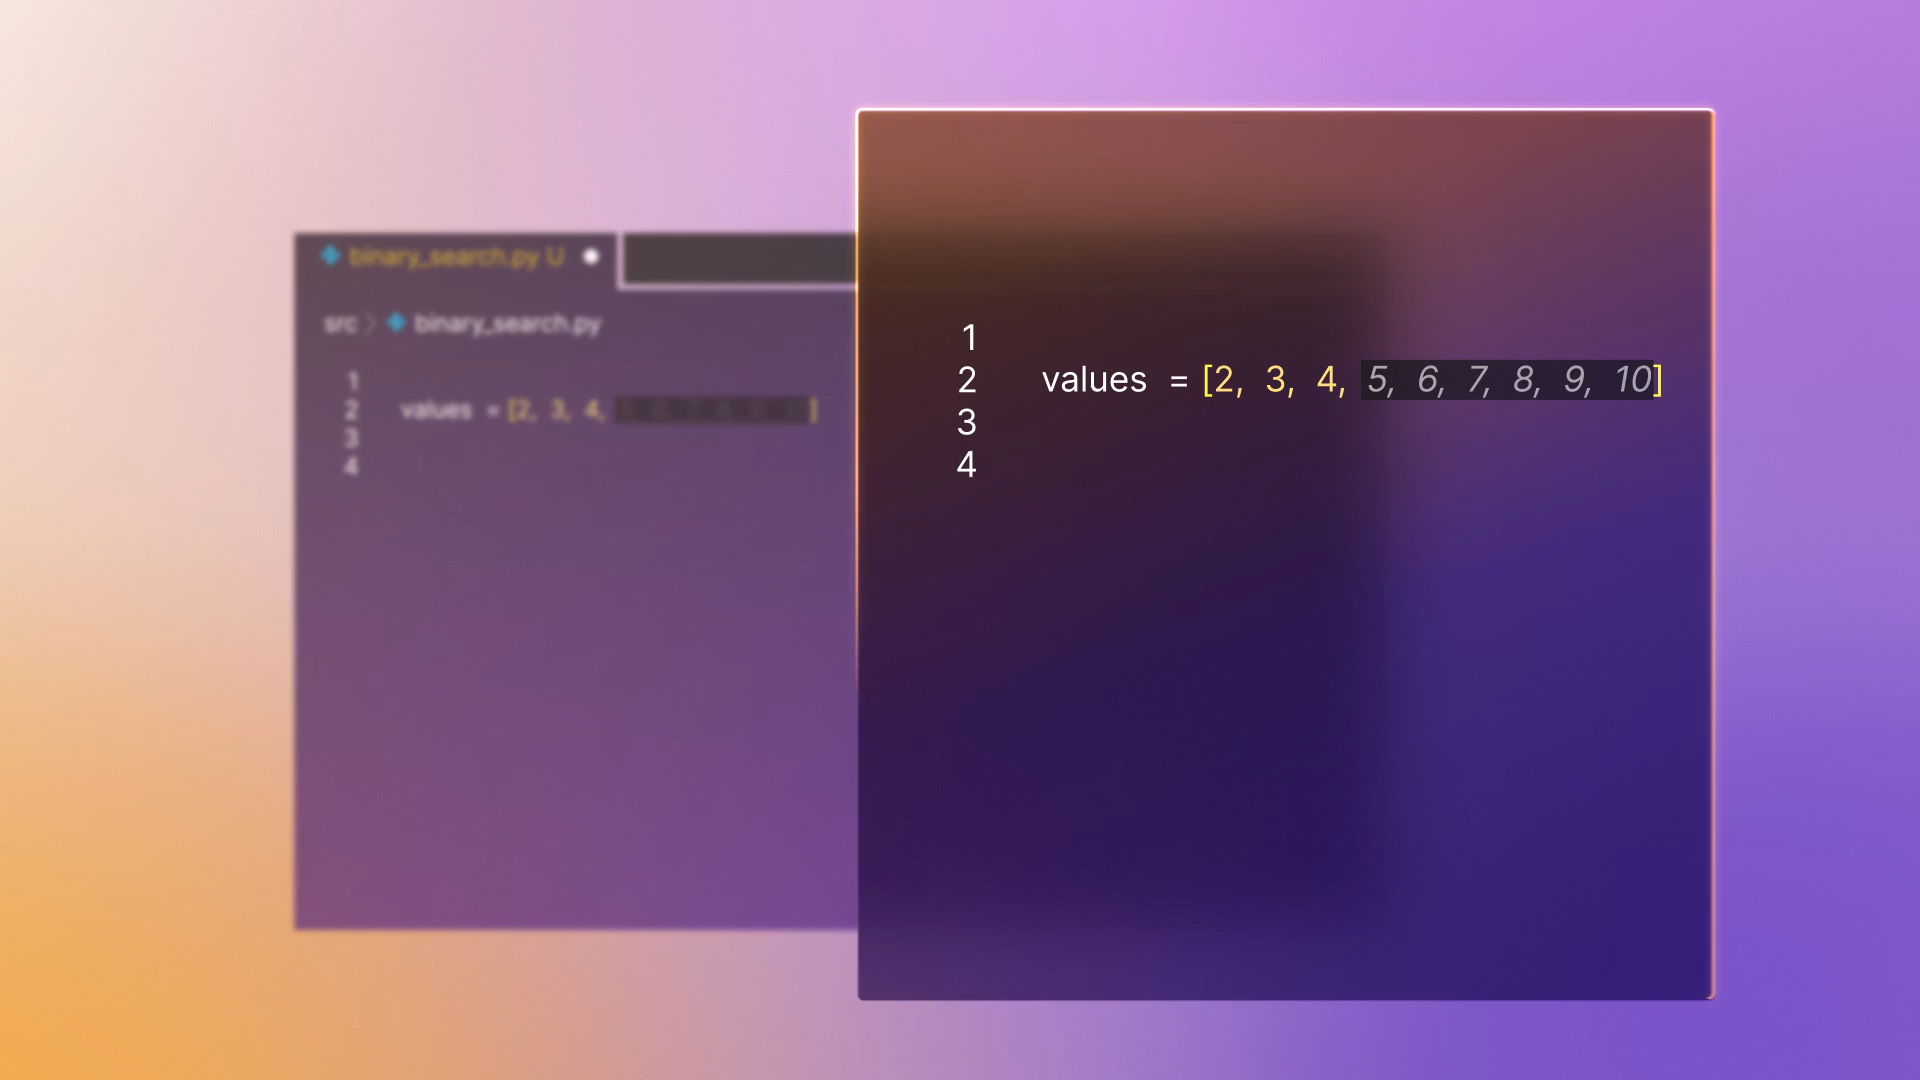 binary_search.py U
src > binary_search.py
1
2 values = [2, 3, 4, ]
3
4
1
2 values = [2, 3, 4, 5, 6, 7, 8, 9, 10]
3
4